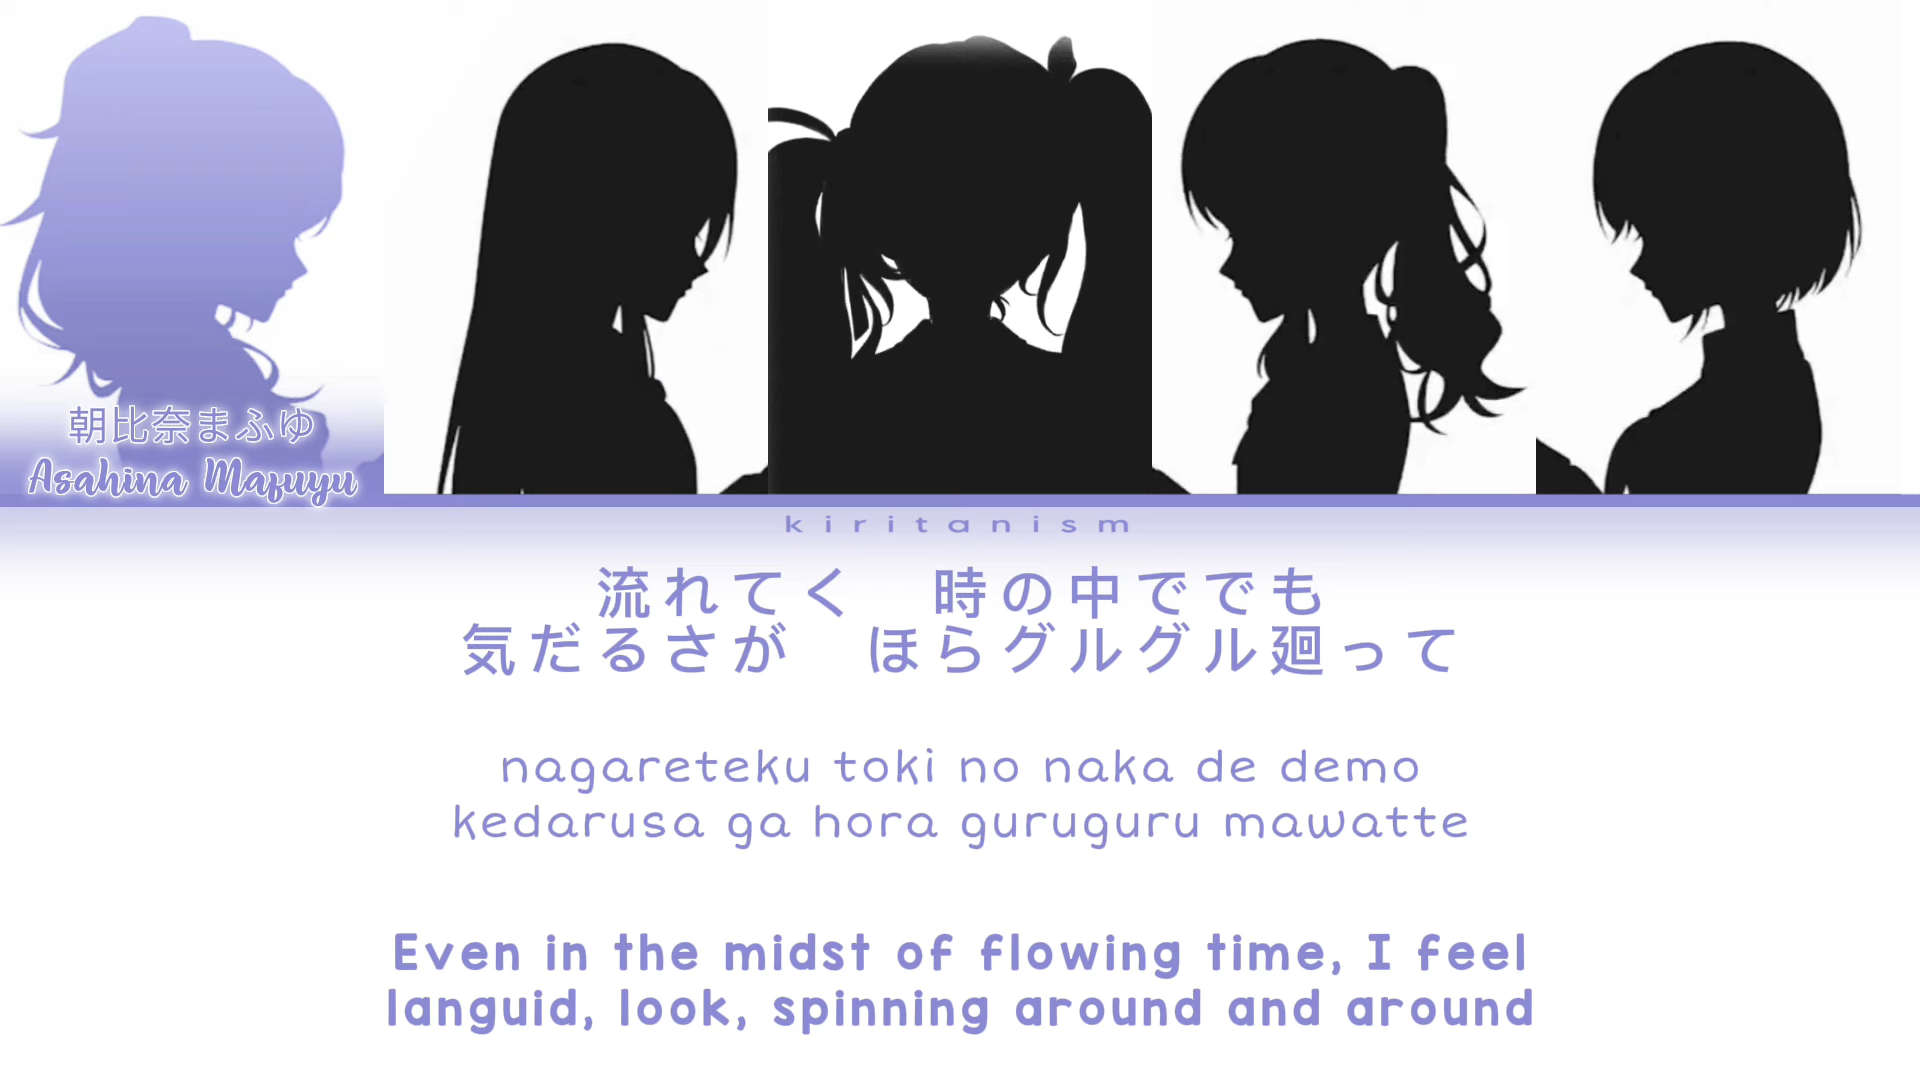 朝比奈まふゆ
Asahina Mafuyu
kiritanism
流れてく　時の中ででも
気だるさが　ほらグルグル廻って
nagareteku toki no naka de demo
kedarusa ga hora guruguru mawatte
Even in the midst of flowing time, I feel
languid, look, spinning around and around